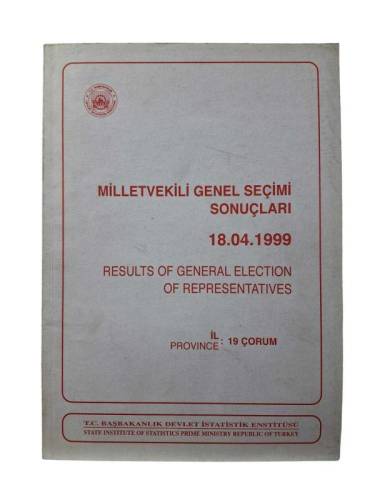 MİLLETVEKİLİ GENEL SEÇİMİ
SONUÇLARI
18.04.1999
RESULTS OF GENERAL ELECTION
OF REPRESENTATIVES
İL
PROVINCE : 19 ÇORUM
T.C. BAŞBAKANLIK DEVLET İSTATİSTİK ENSTİTÜSÜ
STATE INSTITUTE OF STATISTICS PRIME MINISTRY REPUBLIC OF TURKEY